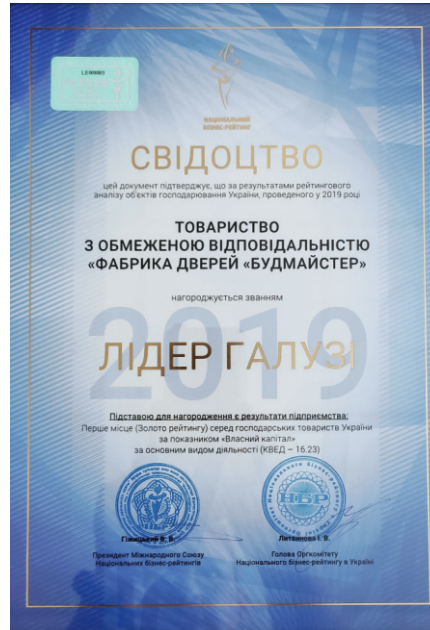 НАЦІОНАЛЬНИЙ
БІЗНЕС-РЕЙТИНГ
СВІДОЦТВО
цей документ підтверджує, що за результатами рейтингового
аналізу об'єктів господарювання України, проведеного у 2019 році
ТОВАРИСТВО
З ОБМЕЖЕНОЮ ВІДПОВІДАЛЬНІСТЮ
«ФАБРИКА ДВЕРЕЙ «БУДМАЙСТЕР»
нагороджується званням
2019
ЛІДЕР ГАЛУЗІ
Підставою для нагородження є результати підприємства:
Перше місце (Золото рейтингу) серед господарських товариств України
за показником «Власний капітал»
за основним видом діяльності (КВЕД – 16.23)
НБР
Гіжицький В. В.
Литвинова І. В.
Президент Міжнародного Союзу
Національних бізнес-рейтингів
Голова Оргкомітету
Національного Бізнес-рейтингу в Україні